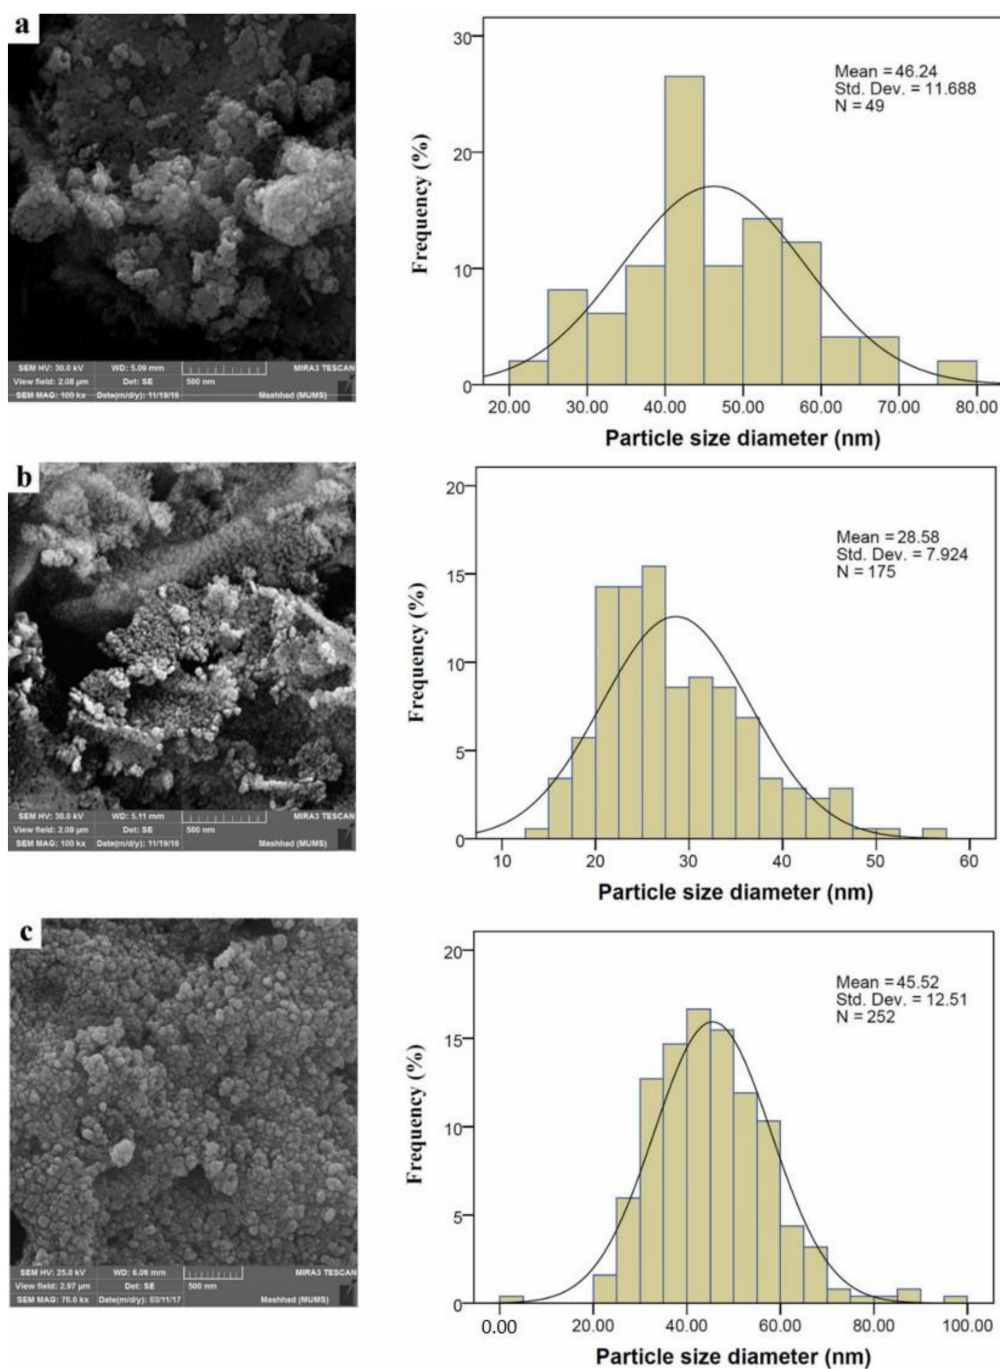 a
SEM HV: 30.0 kV WD: 5.09 mm MIRA3 TESCAN
View field: 2.08 µm Det: SE 500 nm
SEM MAG: 100 kx Date(m/d/y): 11/19/16 Mashhad (MUMS)
30
20
10
0
Frequency (%)
Mean = 46.24
Std. Dev. = 11.688
N = 49
20.00 30.00 40.00 50.00 60.00 70.00 80.00
Particle size diameter (nm)
b
SEM HV: 30.0 kV WD: 5.11 mm MIRA3 TESCAN
View field: 2.08 µm Det: SE 500 nm
SEM MAG: 100 kx Date(m/d/y): 11/19/16 Mashhad (MUMS)
20
15
10
5
0
Frequency (%)
Mean = 28.58
Std. Dev. = 7.924
N = 175
10 20 30 40 50 60
Particle size diameter (nm)
c
SEM HV: 25.0 kV WD: 6.06 mm MIRA3 TESCAN
View field: 2.97 µm Det: SE 500 nm
SEM MAG: 70.0 kx Date(m/d/y): 03/11/17 Mashhad (MUMS)
20
15
10
5
0
Frequency (%)
Mean = 45.52
Std. Dev. = 12.51
N = 252
0.00 20.00 40.00 60.00 80.00 100.00
Particle size diameter (nm)